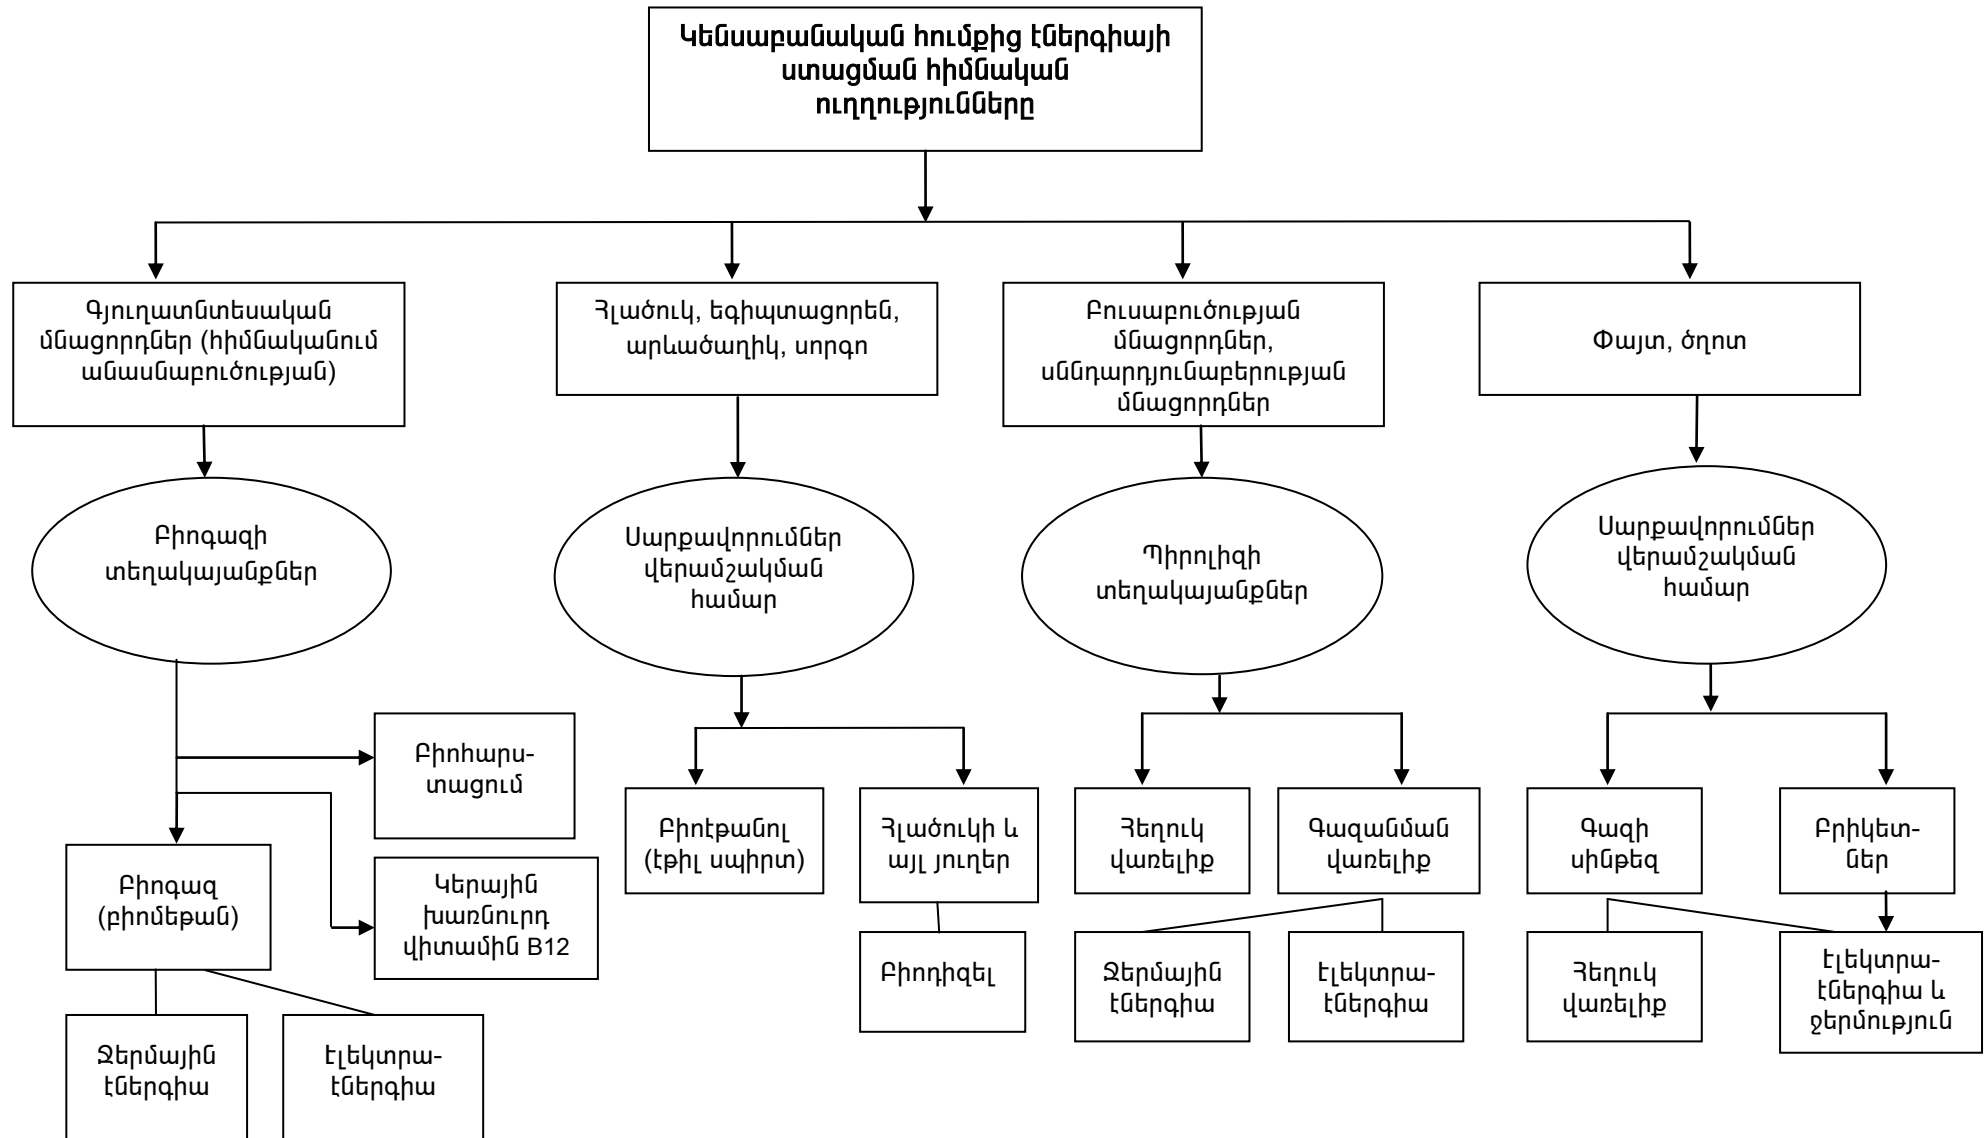 Կենսաբանական հումքից էներգիայի
ստացման հիմնական
ուղղությունները
Գյուղատնտեսական
մնացորդներ (հիմնականում
անասնաբուծության)
Հլածուկ, եգիպտացորեն,
արևածաղիկ, սորգո
Բուսաբուծության
մնացորդներ,
սննդարդյունաբերության
մնացորդներ
Փայտ, ծղոտ
Բիոգազի
տեղակայանքներ
Սարքավորումներ
վերամշակման
համար
Պիրոլիզի
տեղակայանքներ
Սարքավորումներ
վերամշակման
համար
Բիոհարս-
տացում
Բիոգազ
(բիոմեթան)
Կերային
խառնուրդ
վիտամին B12
Բիոէթանոլ
(էթիլ սպիրտ)
Հլածուկի և
այլ յուղեր
Հեղուկ
վառելիք
Գազանման
վառելիք
Գազի
սինթեզ
Բրիկետ-
ներ
Ջերմային
էներգիա
Էլեկտրա-
էներգիա
Բիոդիզել
Ջերմային
էներգիա
Էլեկտրա-
էներգիա
Հեղուկ
վառելիք
Էլեկտրա-
էներգիա և
ջերմություն